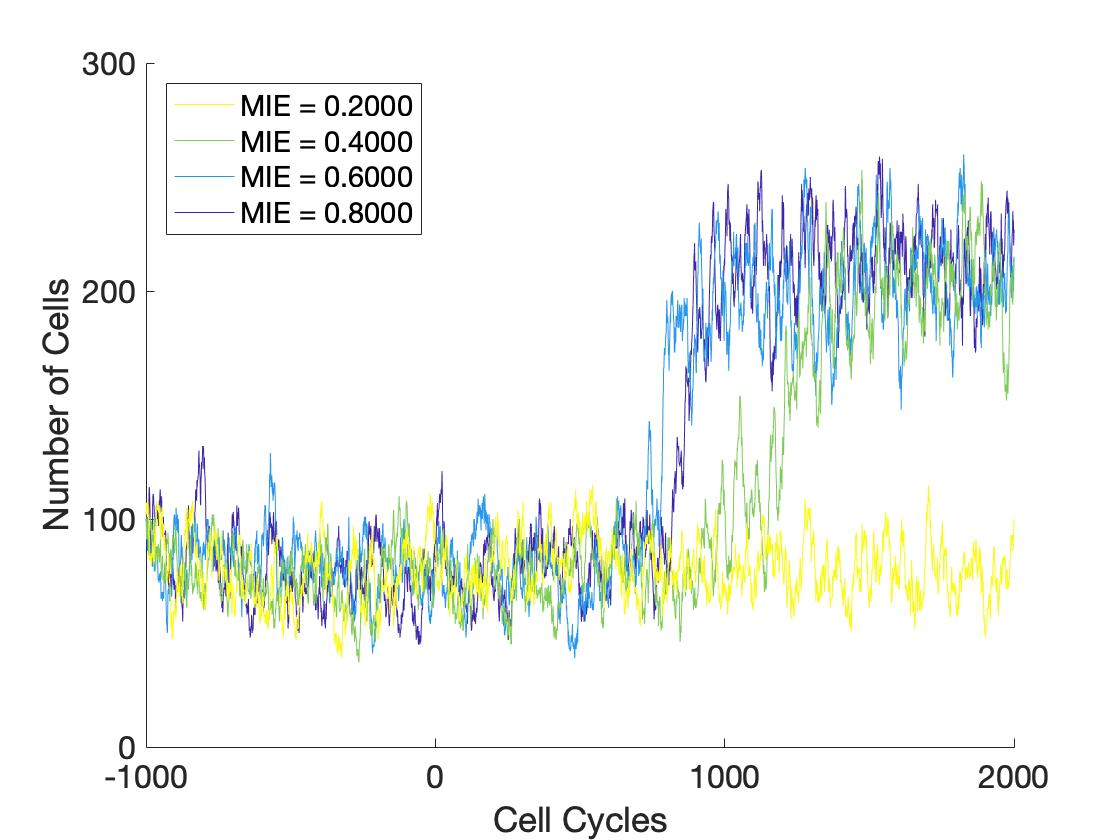 300
MIE = 0.2000
MIE = 0.4000
MIE = 0.6000
MIE = 0.8000
200
Number of Cells
100
0
-1000 0 1000 2000
Cell Cycles